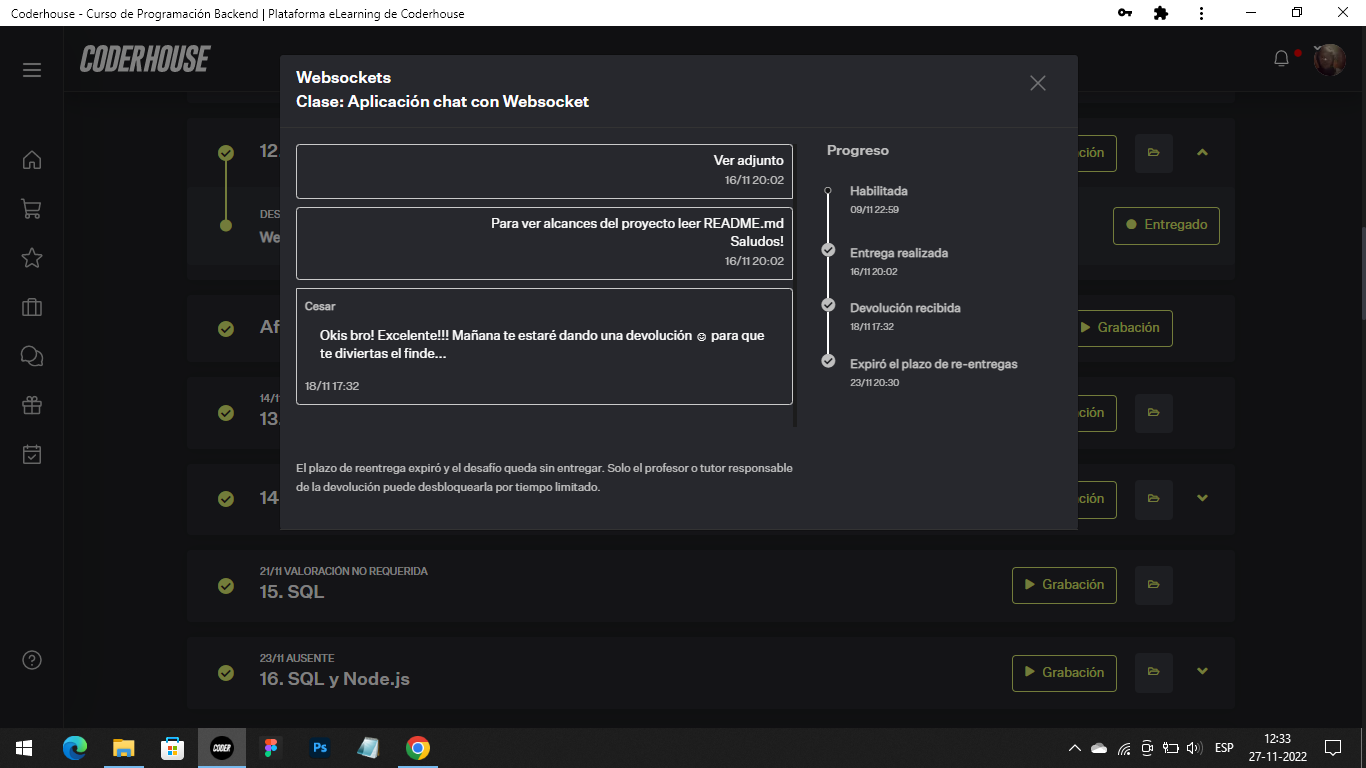 Coderhouse - Curso de Programación Backend | Plataforma eLearning de Coderhouse
CODERHOUSE
Websockets
Clase: Aplicación chat con Websocket
Ver adjunto
16/11 20:02
Para ver alcances del proyecto leer README.md
Saludos!
16/11 20:02
Cesar
Okis bro! Excelente!!! Mañana te estaré dando una devolución ☺ para que
te diviertas el finde...
18/11 17:32
El plazo de reentrega expiró y el desafío queda sin entregar. Solo el profesor o tutor responsable
de la devolución puede desbloquearla por tiempo limitado.
Progreso
Habilitada
09/11 22:59
Entrega realizada
16/11 20:02
Devolución recibida
18/11 17:32
Expiró el plazo de re-entregas
23/11 20:30
12.
ción
DES
We
Entregado
Af
Grabación
14/1
13.
ción
14
ción
21/11 VALORACIÓN NO REQUERIDA
15. SQL
Grabación
23/11 AUSENTE
16. SQL y Node.js
Grabación
CODER
Ps
ESP
12:33
27-11-2022